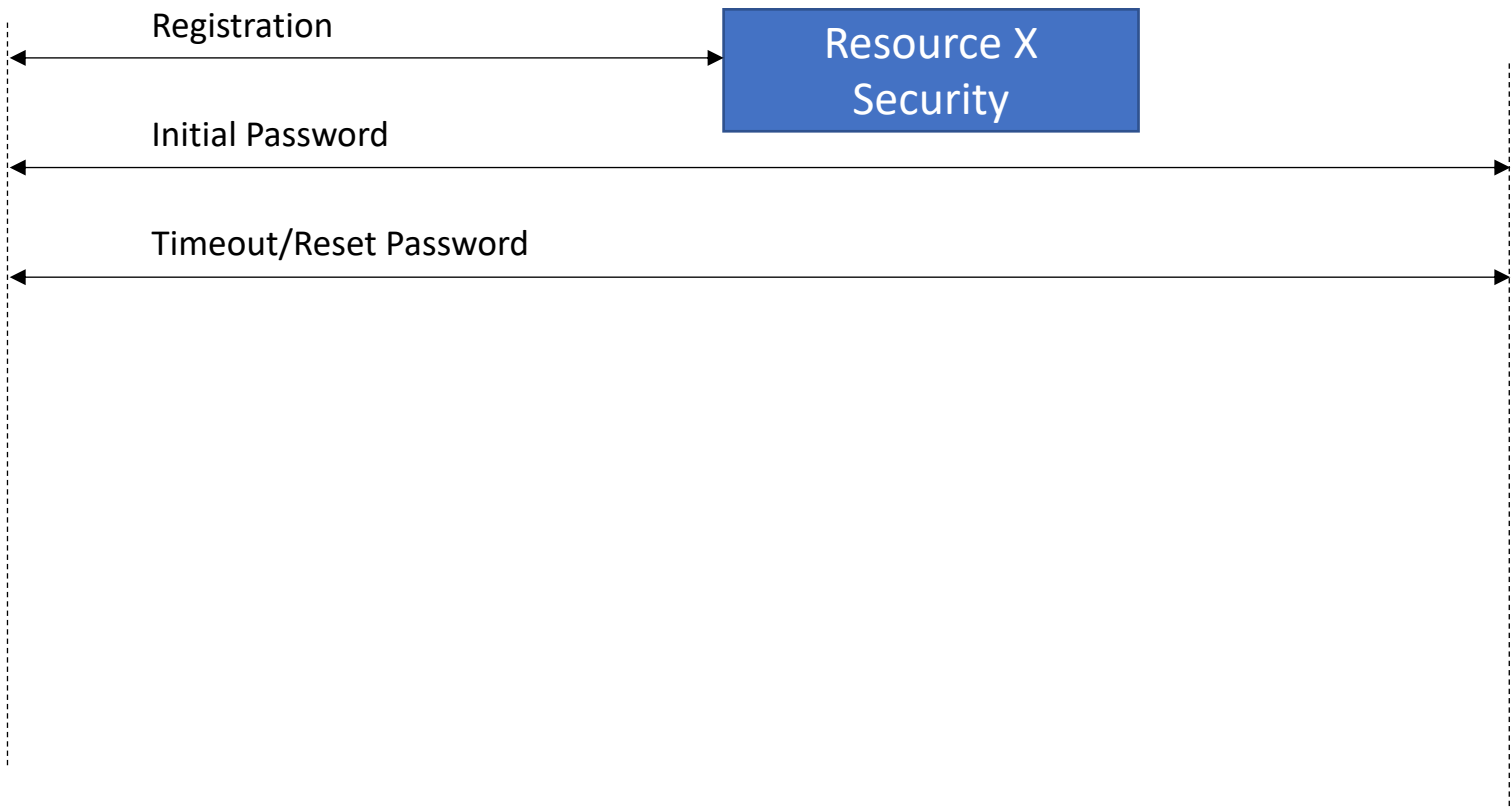 Registration
Resource X
Security
Initial Password
Timeout/Reset Password